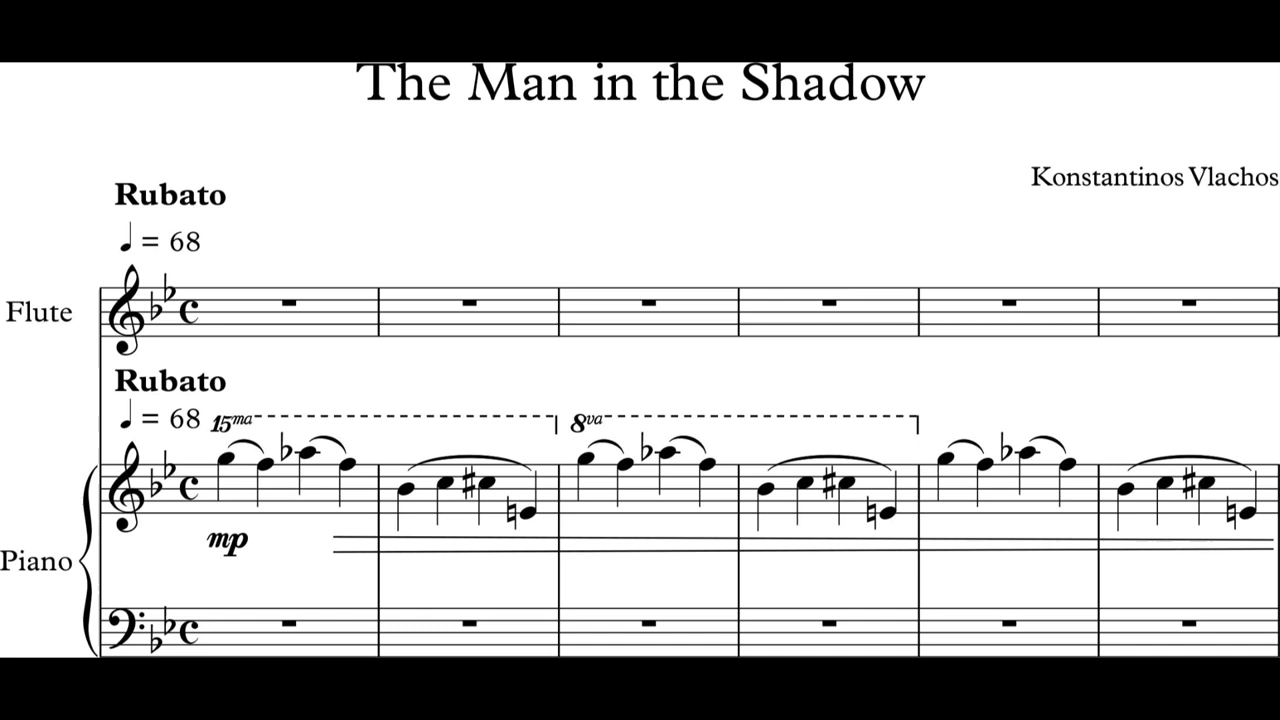 The Man in the Shadow
Konstantinos Vlachos
Rubato
♩ = 68
Flute
Rubato
♩ = 68
15ma
8va
mp
Piano